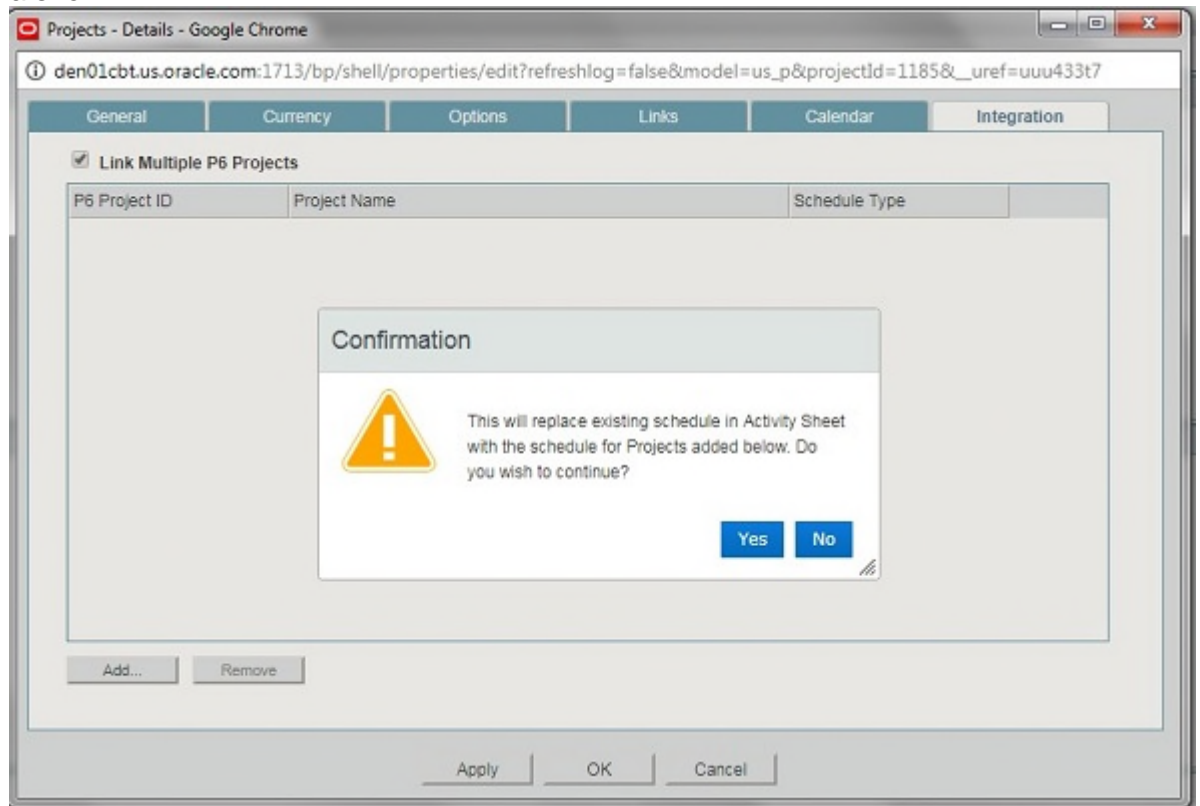 Projects - Details - Google Chrome
den01cbt.us.oracle.com:1713/bp/shell/properties/edit?refreshlog=false&model=us_p&projectId=1185&__uref=uuu433t7
General Currency Options Links Calendar Integration
Link Multiple P6 Projects
P6 Project ID Project Name Schedule Type
Confirmation
This will replace existing schedule in Activity Sheet
with the schedule for Projects added below. Do
you wish to continue?
Yes No
Add... Remove
Apply OK Cancel